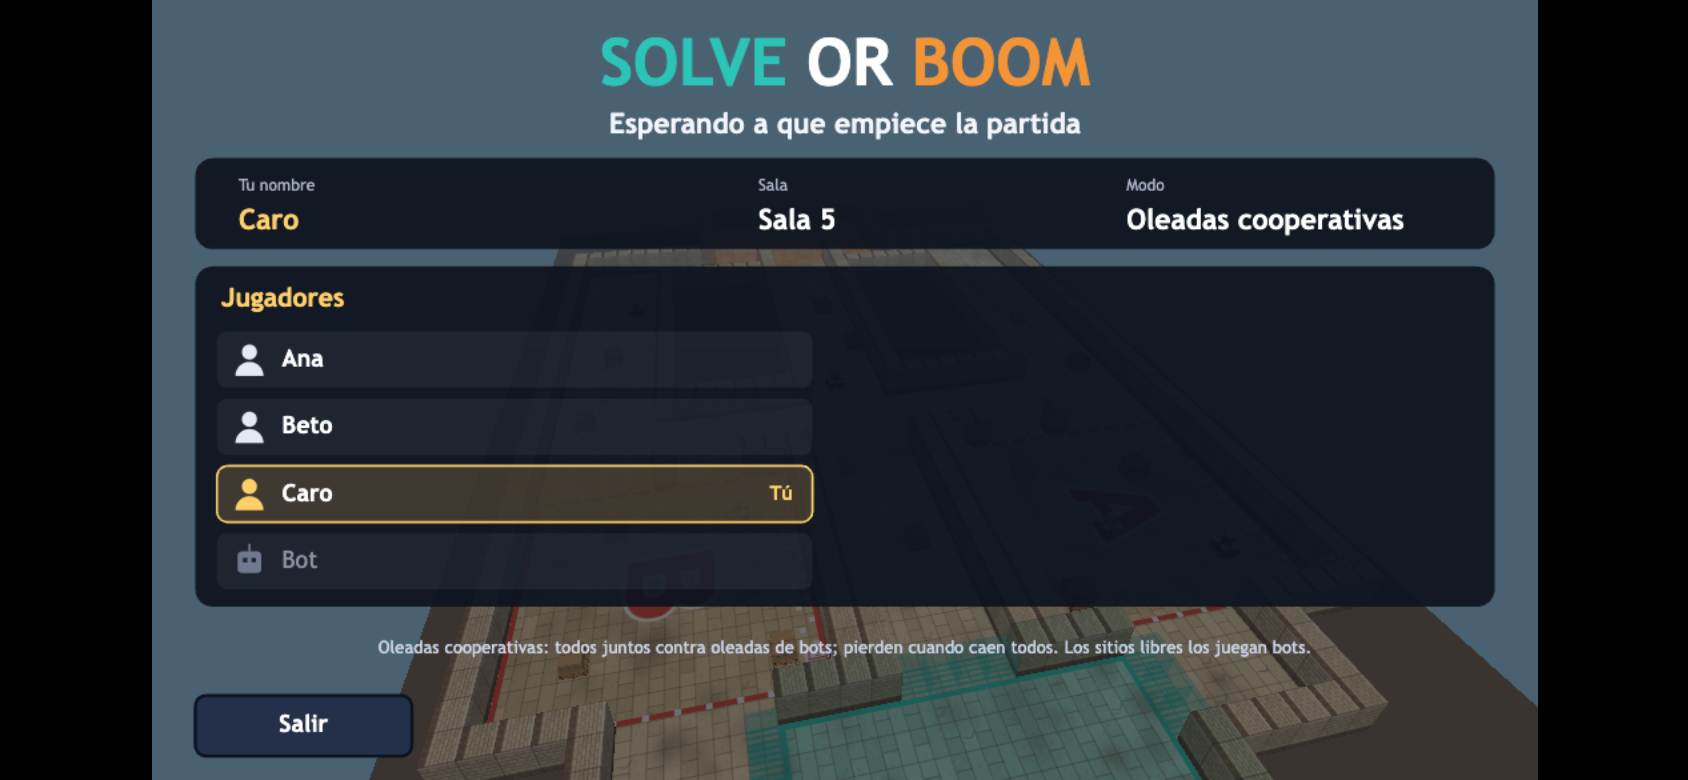 SOLVE OR BOOM
Esperando a que empiece la partida
Tu nombre
Caro
Sala
Sala 5
Modo
Oleadas cooperativas
Jugadores
Ana
Beto
Caro
Tú
Bot
B
A
Oleadas cooperativas: todos juntos contra oleadas de bots; pierden cuando caen todos. Los sitios libres los juegan bots.
Salir